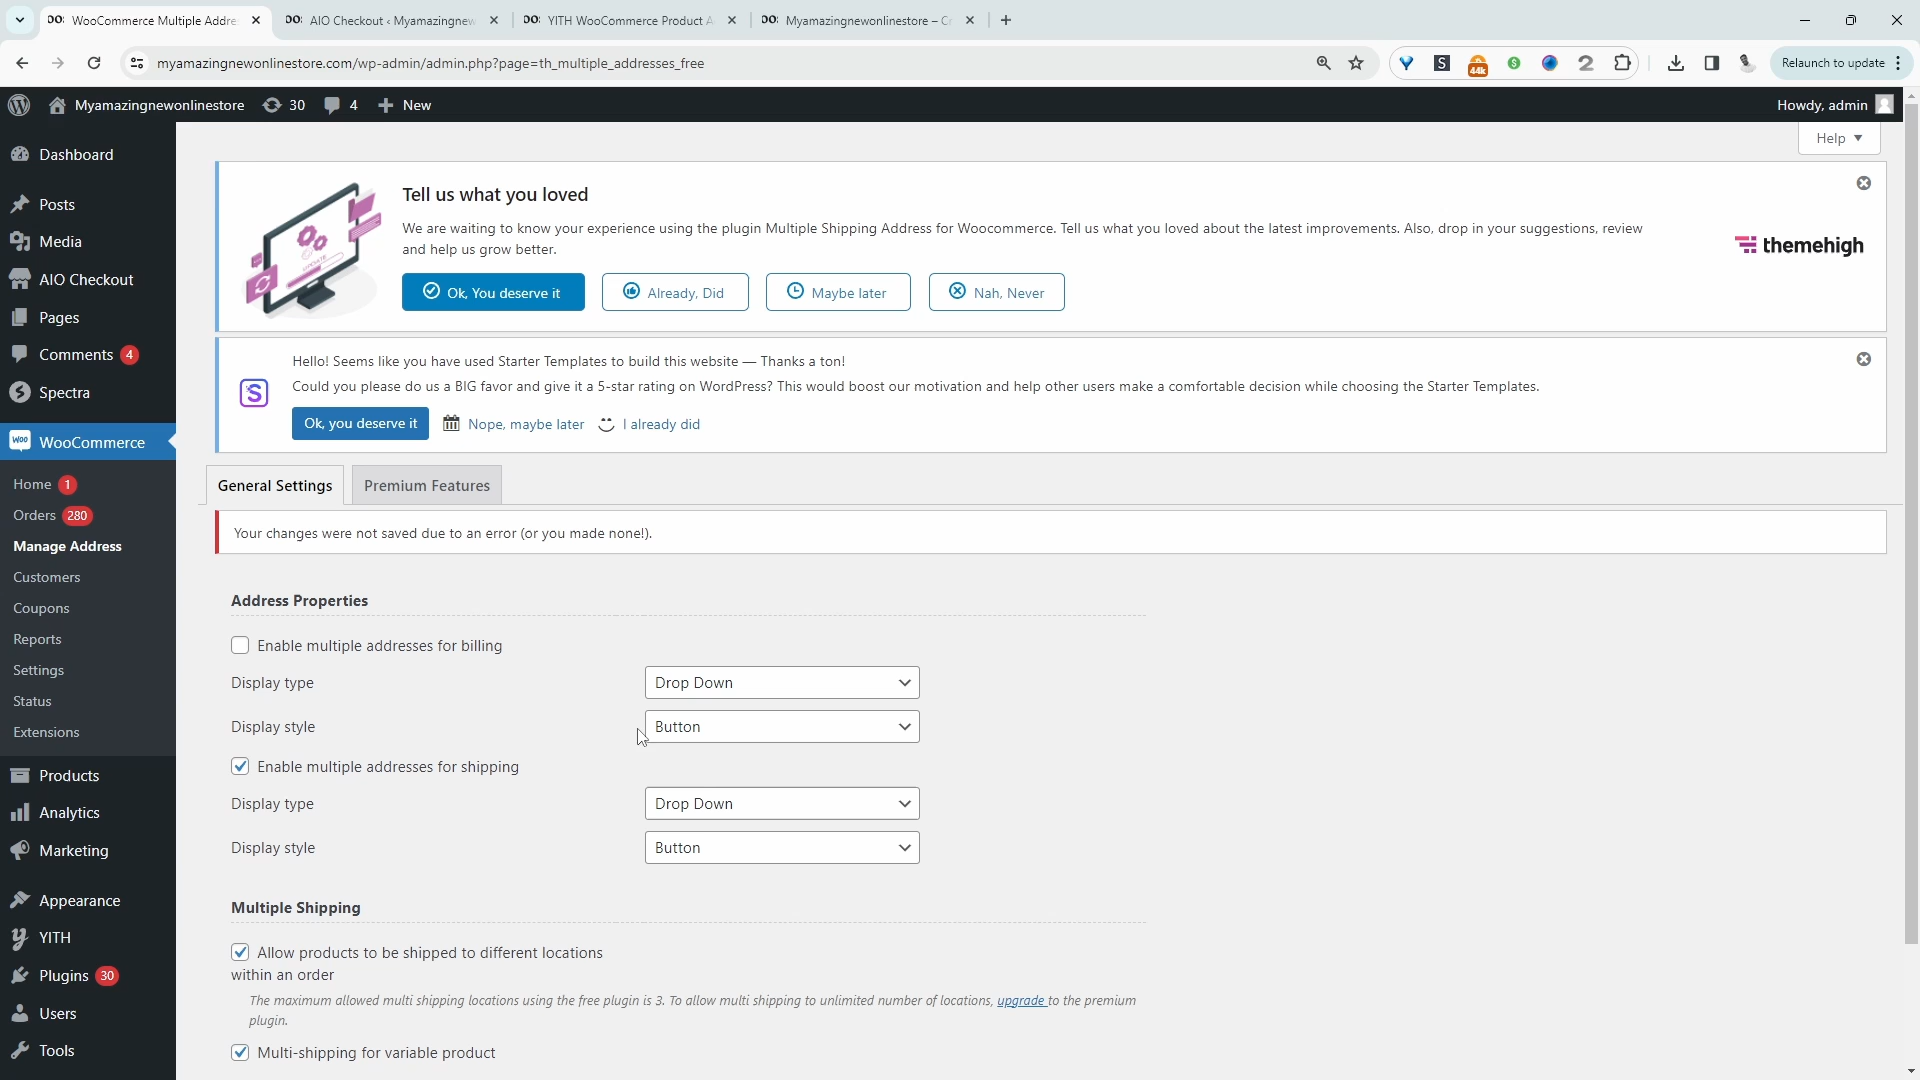 WooCommerce Multiple Addre
AIO Checkout ‹ Myamazingnew
YITH WooCommerce Product A
Myamazingnewonlinestore – C
myamazingnewonlinestore.com/wp-admin/admin.php?page=th_multiple_addresses_free
44k
Relaunch to update
Myamazingnewonlinestore
30
4
New
Howdy, admin
Help
Dashboard
Posts
Media
AIO Checkout
Pages
Comments 4
Spectra
WooCommerce
Home 1
Orders 280
Manage Address
Customers
Coupons
Reports
Settings
Status
Extensions
Products
Analytics
Marketing
Appearance
YITH
Plugins 30
Users
Tools
Tell us what you loved
We are waiting to know your experience using the plugin Multiple Shipping Address for Woocommerce. Tell us what you loved about the latest improvements. Also, drop in your suggestions, review
and help us grow better.
Ok, You deserve it
Already, Did
Maybe later
Nah, Never
themehigh
Hello! Seems like you have used Starter Templates to build this website — Thanks a ton!
Could you please do us a BIG favor and give it a 5-star rating on WordPress? This would boost our motivation and help other users make a comfortable decision while choosing the Starter Templates.
Ok, you deserve it
Nope, maybe later
I already did
General Settings
Premium Features
Your changes were not saved due to an error (or you made none!).
Address Properties
Enable multiple addresses for billing
Display type
Drop Down
Display style
Button
Enable multiple addresses for shipping
Display type
Drop Down
Display style
Button
Multiple Shipping
Allow products to be shipped to different locations
within an order
The maximum allowed multi shipping locations using the free plugin is 3. To allow multi shipping to unlimited number of locations, upgrade to the premium
plugin.
Multi-shipping for variable product